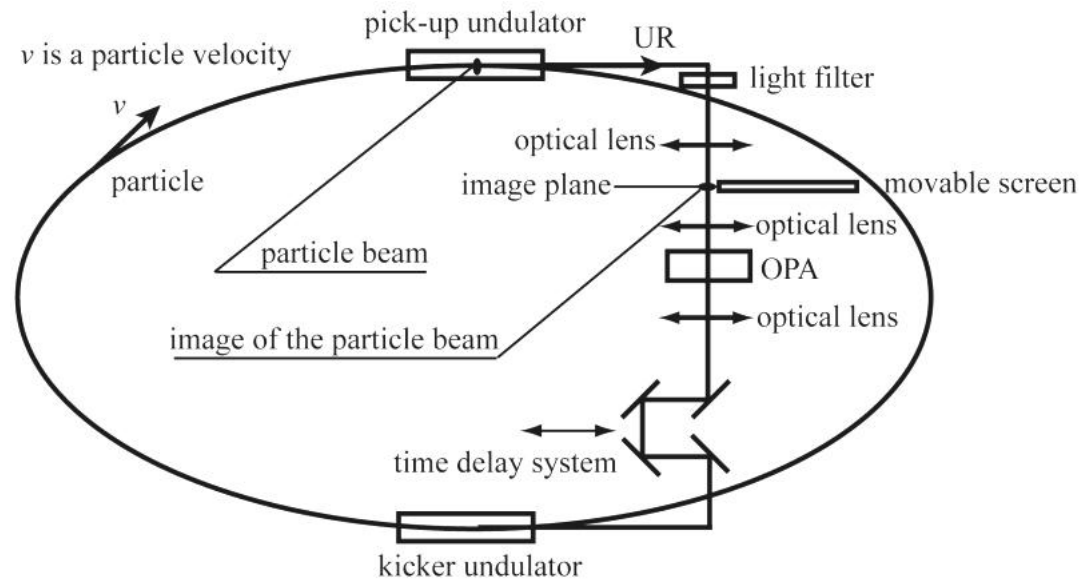 pick-up undulator
v is a particle velocity
UR
light filter
v
optical lens
particle
image plane
movable screen
optical lens
particle beam
OPA
image of the particle beam
optical lens
time delay system
kicker undulator